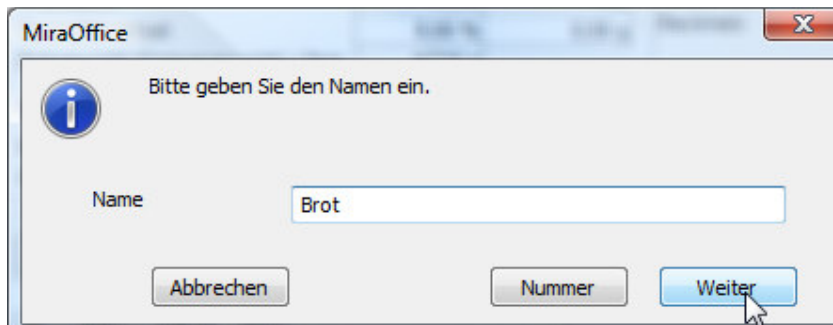 MiraOffice
Bitte geben Sie den Namen ein.
Name
Brot
Abbrechen
Nummer
Weiter